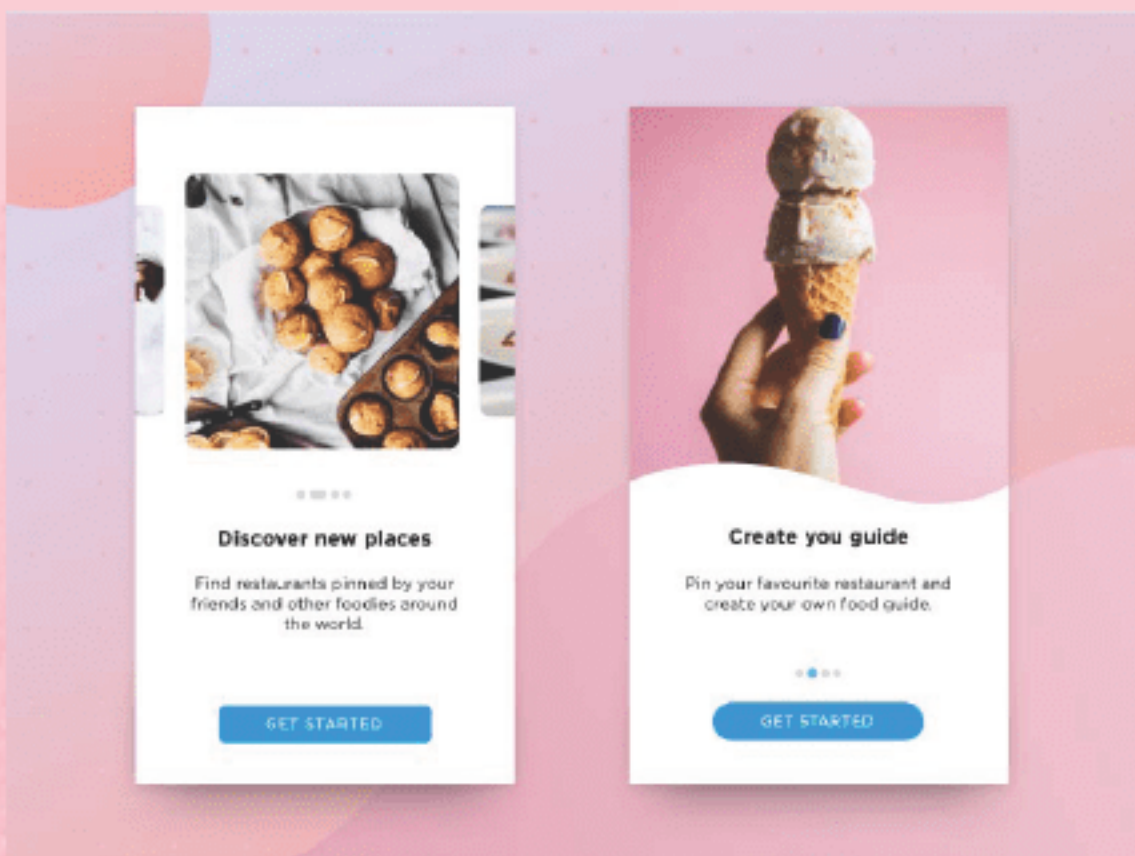 Discover new places
Find restaurants pinned by your
friends and other foodies around
the world.
GET STARTED
Create you guide
Pin your favourite restaurant and
create your own food guide.
GET STARTED